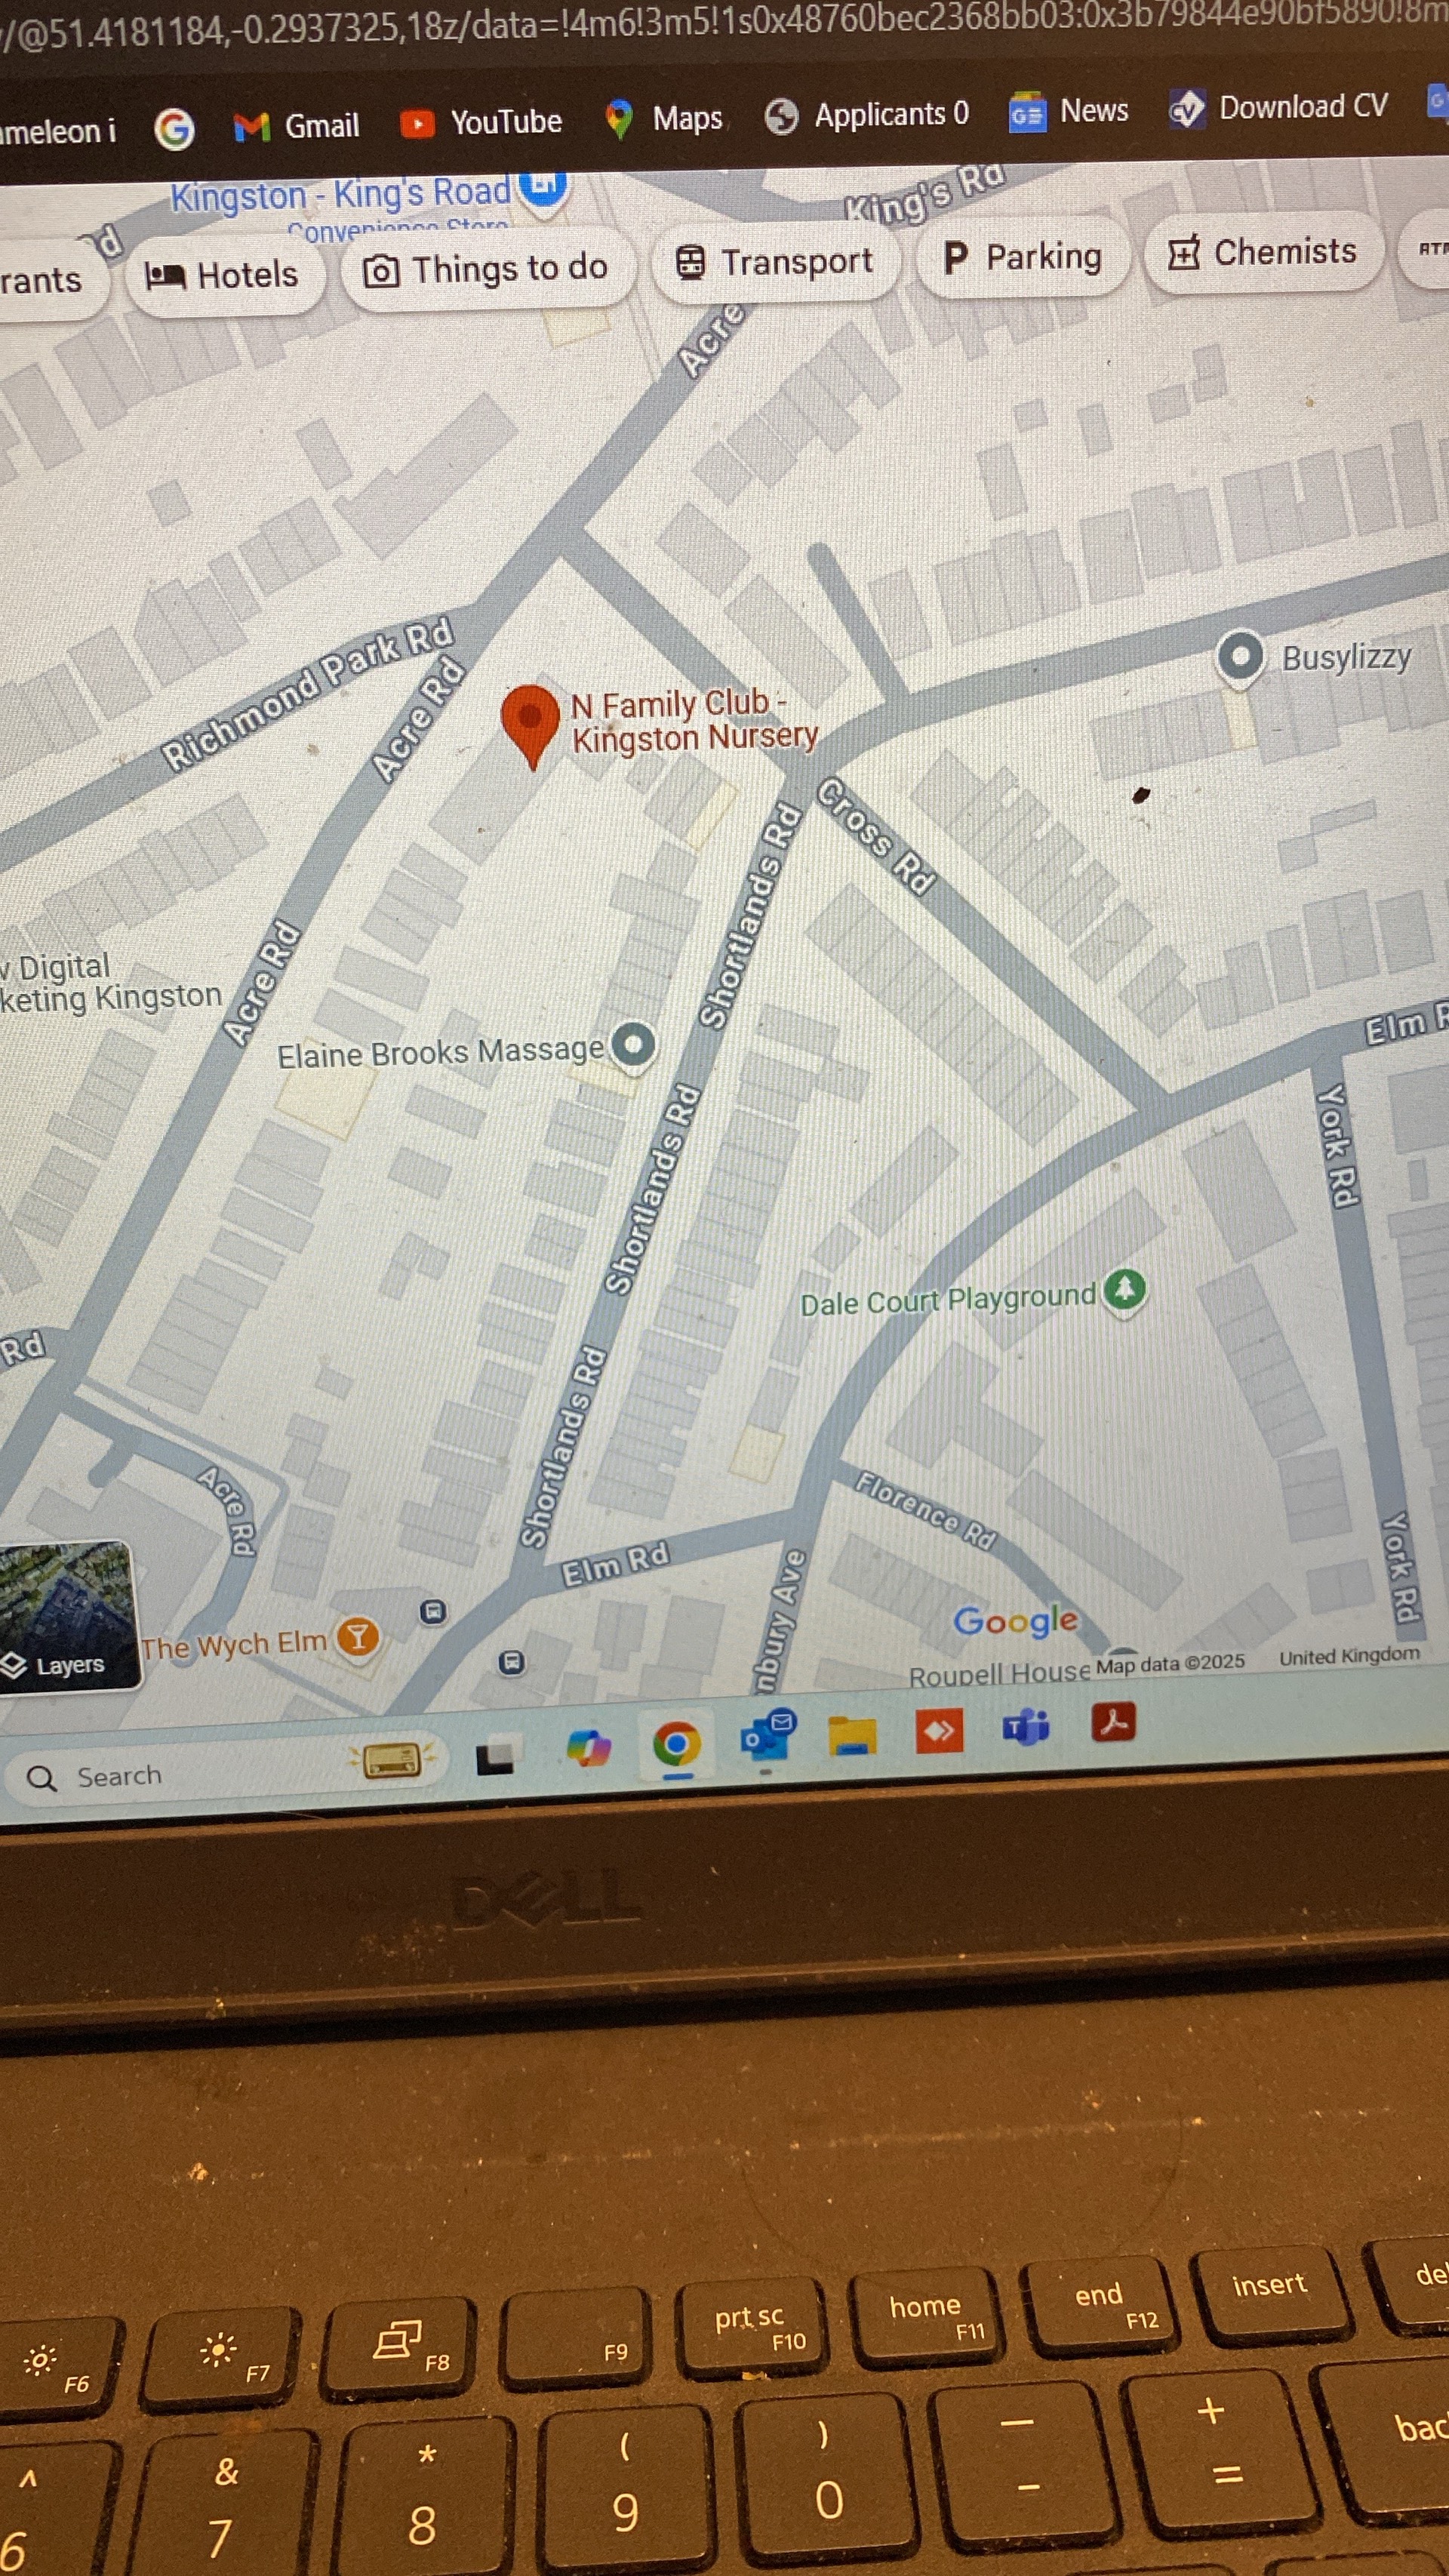 /@51.4181184,-0.2937325,18z/data=!4m6!3m5!1s0x48760bec2368bb03:0x3b79844e90bf5890!8m
meleon i
Gmail
YouTube
Maps
Applicants 0
News
Download CV
Kingston - King's Road
Convenience Store
King's Rd
rants
Hotels
Things to do
Transport
P Parking
Chemists
Acre
Richmond Park Rd
Acre Rd
N Family Club -
Kingston Nursery
Busylizzy
Cross Rd
Shortlands Rd
Acre Rd
Digital
keting Kingston
Elaine Brooks Massage
Elm R
Shortlands Rd
York Rd
Dale Court Playground
Rd
Shortlands Rd
Acre Rd
Florence Rd
Elm Rd
York Rd
nbury Ave
The Wych Elm
Layers
Google
Roupell House
Map data ©2025
United Kingdom
Search
DELL
F6
F7
F8
F9
prt sc
F10
home
F11
end
F12
insert
del
^
6
&
7
*
8
(
9
)
0
—
-
+
=
bac